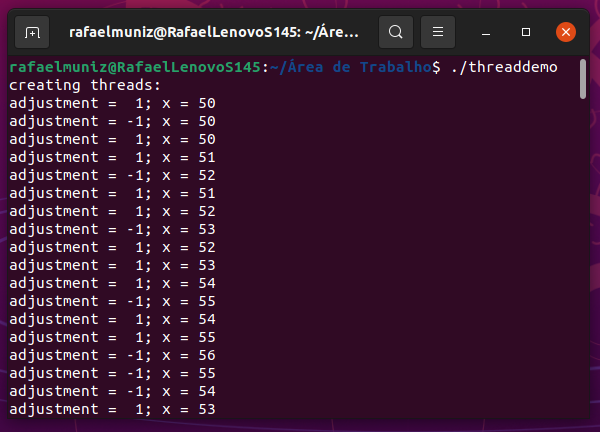 rafaelmuniz@RafaelLenovoS145: ~/Áre...
rafaelmuniz@RafaelLenovoS145:~/Área de Trabalho$ ./threaddemo
creating threads:
adjustment =  1; x = 50
adjustment = -1; x = 50
adjustment =  1; x = 50
adjustment =  1; x = 51
adjustment = -1; x = 52
adjustment =  1; x = 51
adjustment =  1; x = 52
adjustment = -1; x = 53
adjustment =  1; x = 52
adjustment =  1; x = 53
adjustment =  1; x = 54
adjustment = -1; x = 55
adjustment =  1; x = 54
adjustment =  1; x = 55
adjustment = -1; x = 56
adjustment = -1; x = 55
adjustment = -1; x = 54
adjustment =  1; x = 53